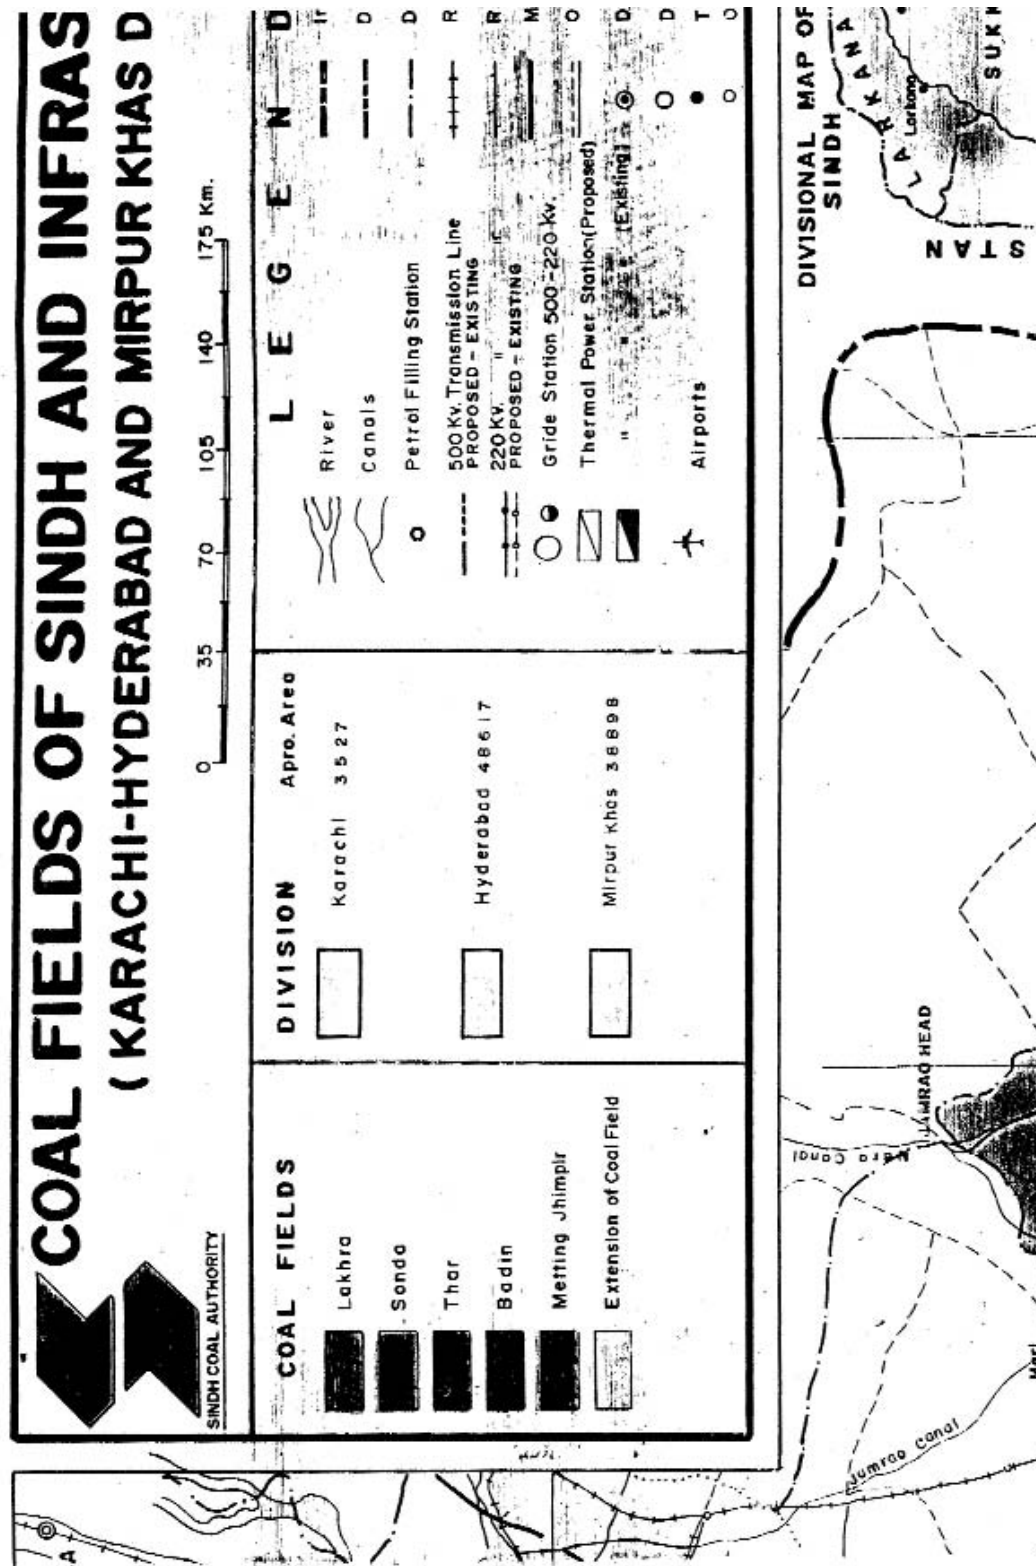 COAL FIELDS OF SINDH AND INFRAS
( KARACHI-HYDERABAD AND MIRPUR KHAS D
SINDH COAL AUTHORITY
0 35 70 105 140 175 Km.
COAL FIELDS
Lakhra
Sonda
Thar
Badin
Metting Jhimpir
Extension of Coal Field
DIVISION Apro. Area
Karachi 3527
Hyderabad 48617
Mirpur Khas 38898
LEGEND
River
Canals
Petrol Filling Station
500 Kv. Transmission Line
PROPOSED - EXISTING
220 Kv. " "
PROPOSED - EXISTING
Gride Station 500-220 Kv.
Thermal Power Station (Proposed)
" " " (Existing)
Airports
D
D
R
R
M
O
D
D
T
O
DIVISIONAL MAP OF
SINDH
LARKANA
Larkana
SUKK
STAN
JAMRAO HEAD
Nara Canal
Jumrao Canal
A